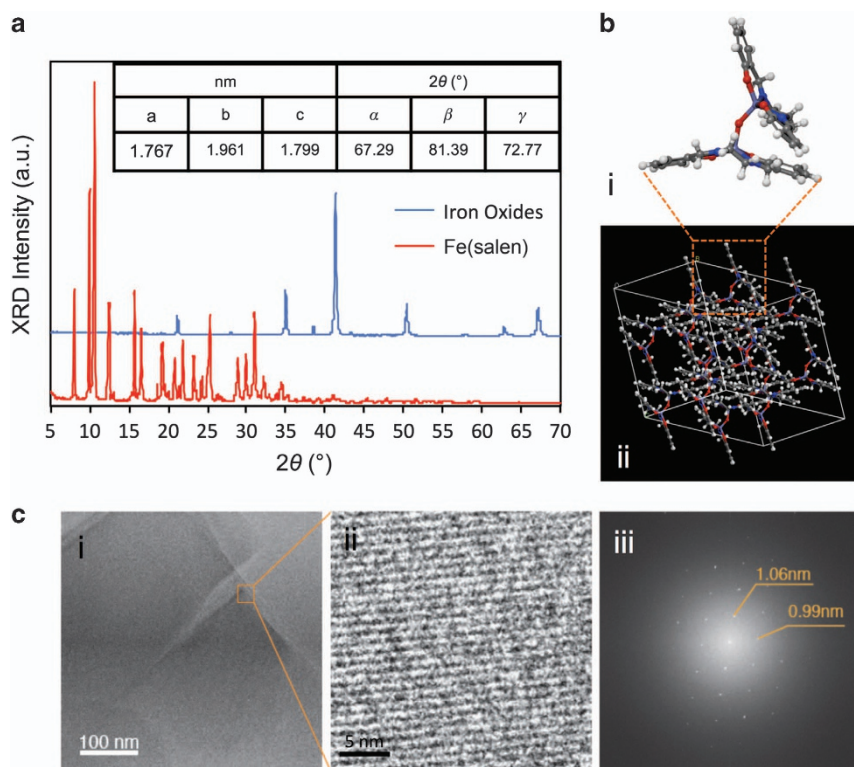 a
nm 2θ (°)
a b c α β γ
1.767 1.961 1.799 67.29 81.39 72.77
Iron Oxides
Fe(salen)
XRD Intensity (a.u.)
5 10 15 20 25 30 35 40 45 50 55 60 65 70
2θ (°)
b
i
ii
c
i
100 nm
ii
5 nm
iii
1.06nm
0.99nm